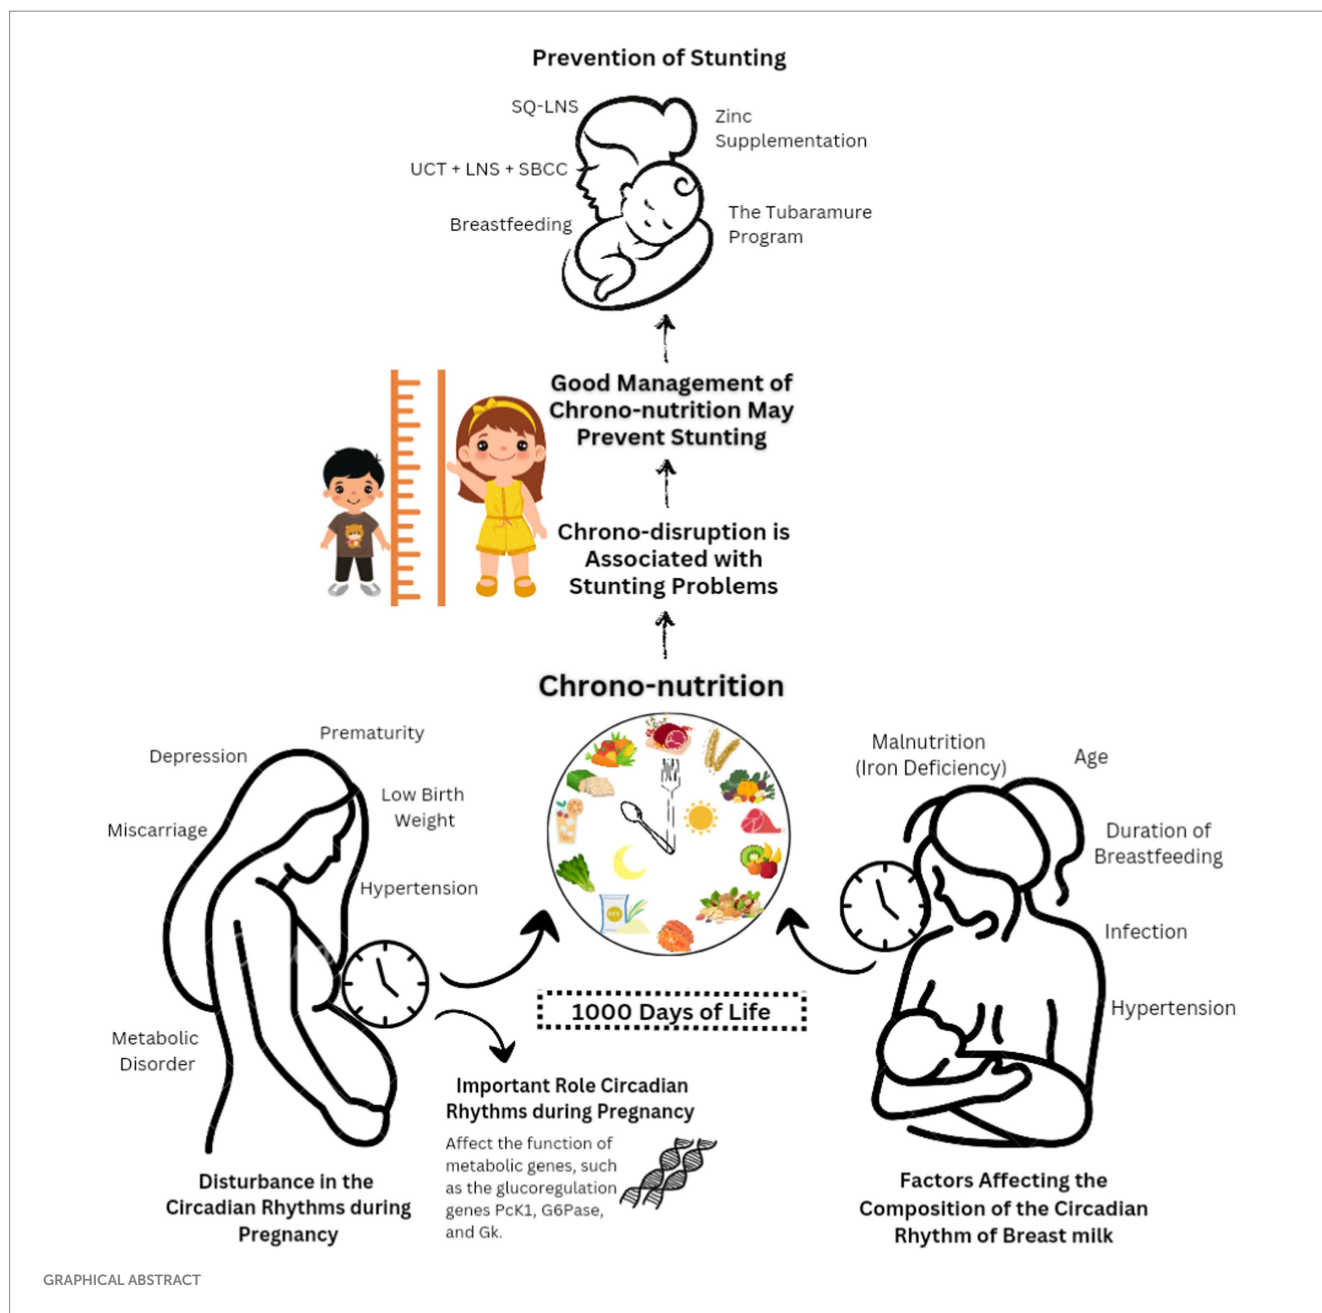 Prevention of Stunting
SQ-LNS
UCT + LNS + SBCC
Breastfeeding
Zinc
Supplementation
The Tubaramure
Program
Good Management of
Chrono-nutrition May
Prevent Stunting
Chrono-disruption is
Associated with
Stunting Problems
Chrono-nutrition
Prematurity
Depression
Low Birth
Weight
Miscarriage
Hypertension
Metabolic
Disorder
Disturbance in the
Circadian Rhythms during
Pregnancy
1000 Days of Life
Important Role Circadian
Rhythms during Pregnancy
Affect the function of
metabolic genes, such
as the glucoregulation
genes PcK1, G6Pase,
and Gk.
Malnutrition
(Iron Deficiency)
Age
Duration of
Breastfeeding
Infection
Hypertension
Factors Affecting the
Composition of the Circadian
Rhythm of Breast milk
GRAPHICAL ABSTRACT